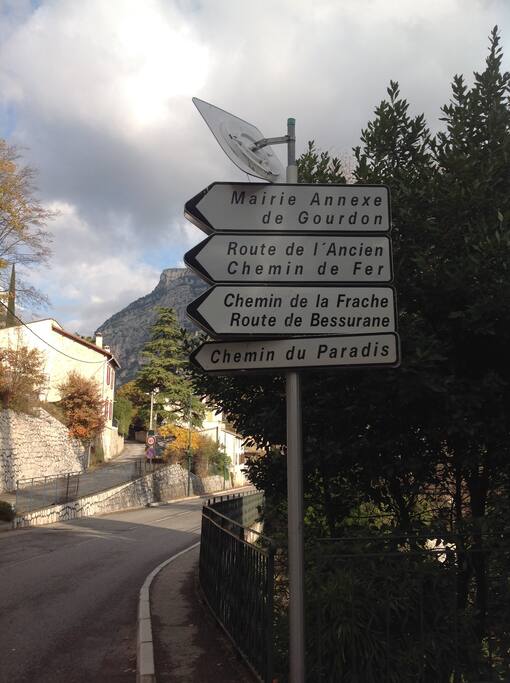 Mairie Annexe
de Gourdon
Route de l'Ancien
Chemin de Fer
Chemin de la Frache
Route de Bessurane
Chemin du Paradis